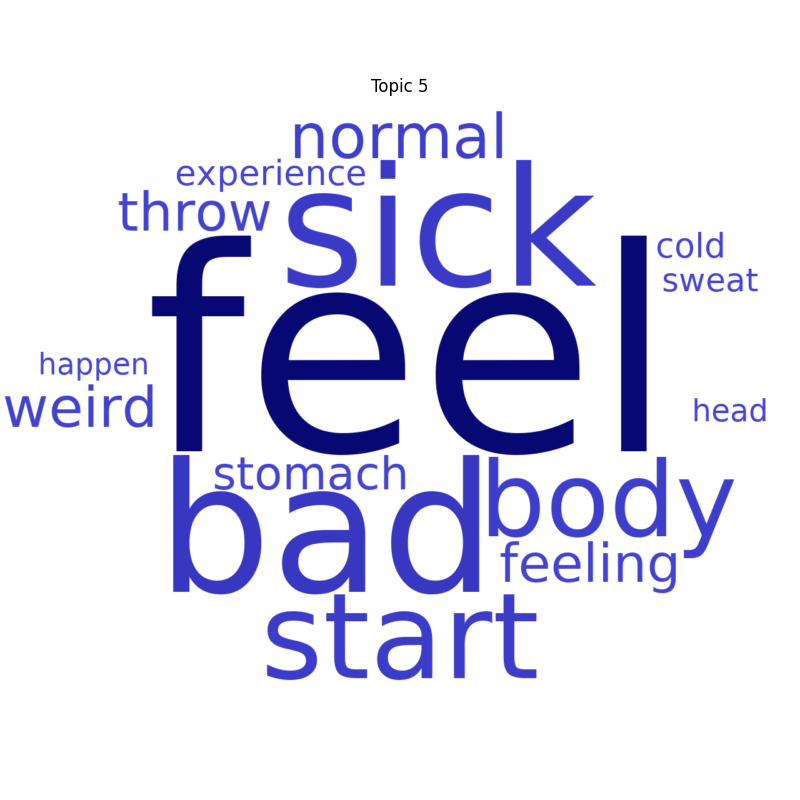 Topic 5
normal
experience
sick
throw
cold
feel
sweat
happen
weird
head
stomach
bad
body
feeling
start